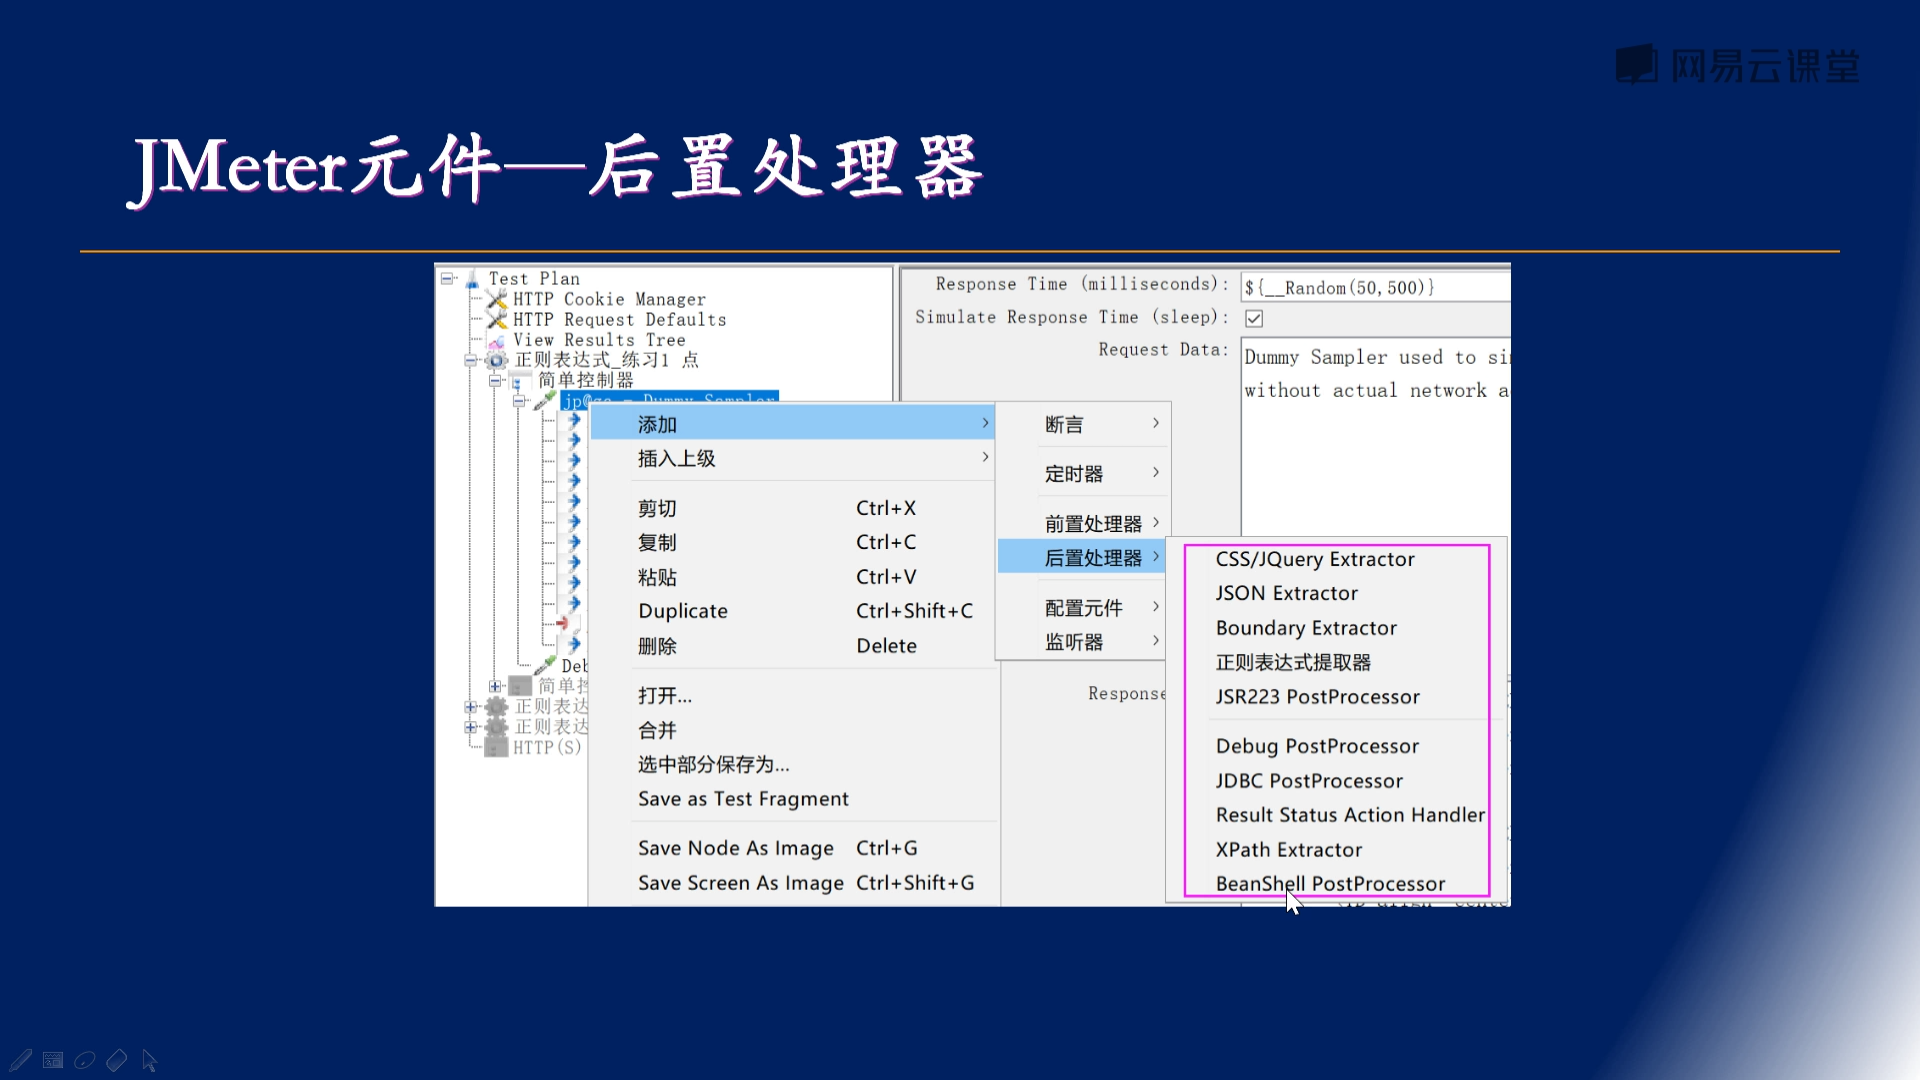 网易云课堂
JMeter元件—后置处理器
Test Plan
HTTP Cookie Manager
HTTP Request Defaults
View Results Tree
正则表达式_练习1 点
简单控制器
jp@gc - Dummy Sampler
Deb
简单控
正则表达
正则表达
HTTP(S)
Response Time (milliseconds):
${__Random(50,500)}
Simulate Response Time (sleep):
Request Data:
Dummy Sampler used to si
without actual network a
Response
添加
插入上级
剪切 Ctrl+X
复制 Ctrl+C
粘贴 Ctrl+V
Duplicate Ctrl+Shift+C
删除 Delete
打开...
合并
选中部分保存为...
Save as Test Fragment
Save Node As Image Ctrl+G
Save Screen As Image Ctrl+Shift+G
断言
定时器
前置处理器
后置处理器
配置元件
监听器
CSS/JQuery Extractor
JSON Extractor
Boundary Extractor
正则表达式提取器
JSR223 PostProcessor
Debug PostProcessor
JDBC PostProcessor
Result Status Action Handler
XPath Extractor
BeanShell PostProcessor